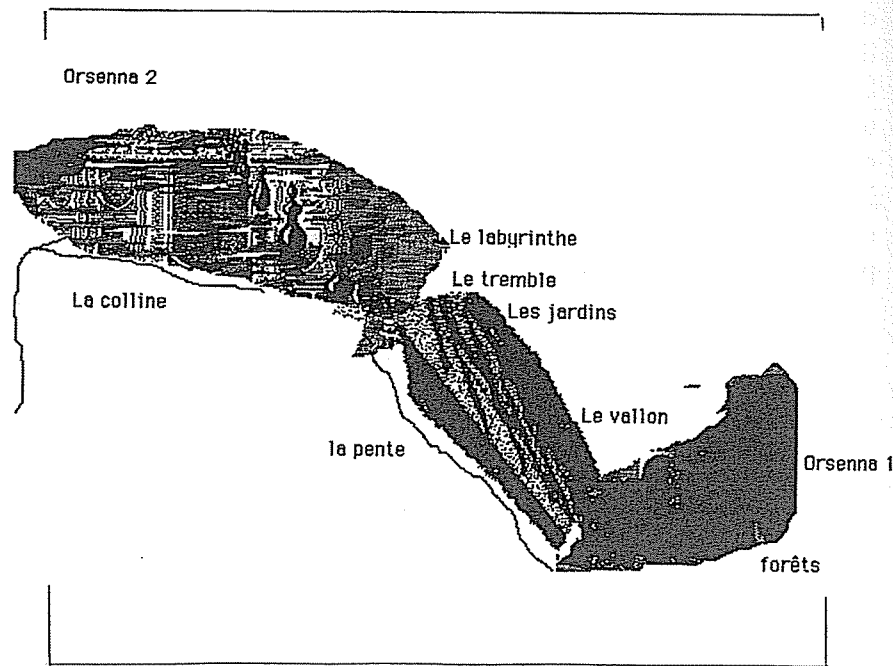 Orsenna 2
Le labyrinthe
Le tremble
La colline
Les jardins
Le vallon
la pente
Orsenna 1
forêts